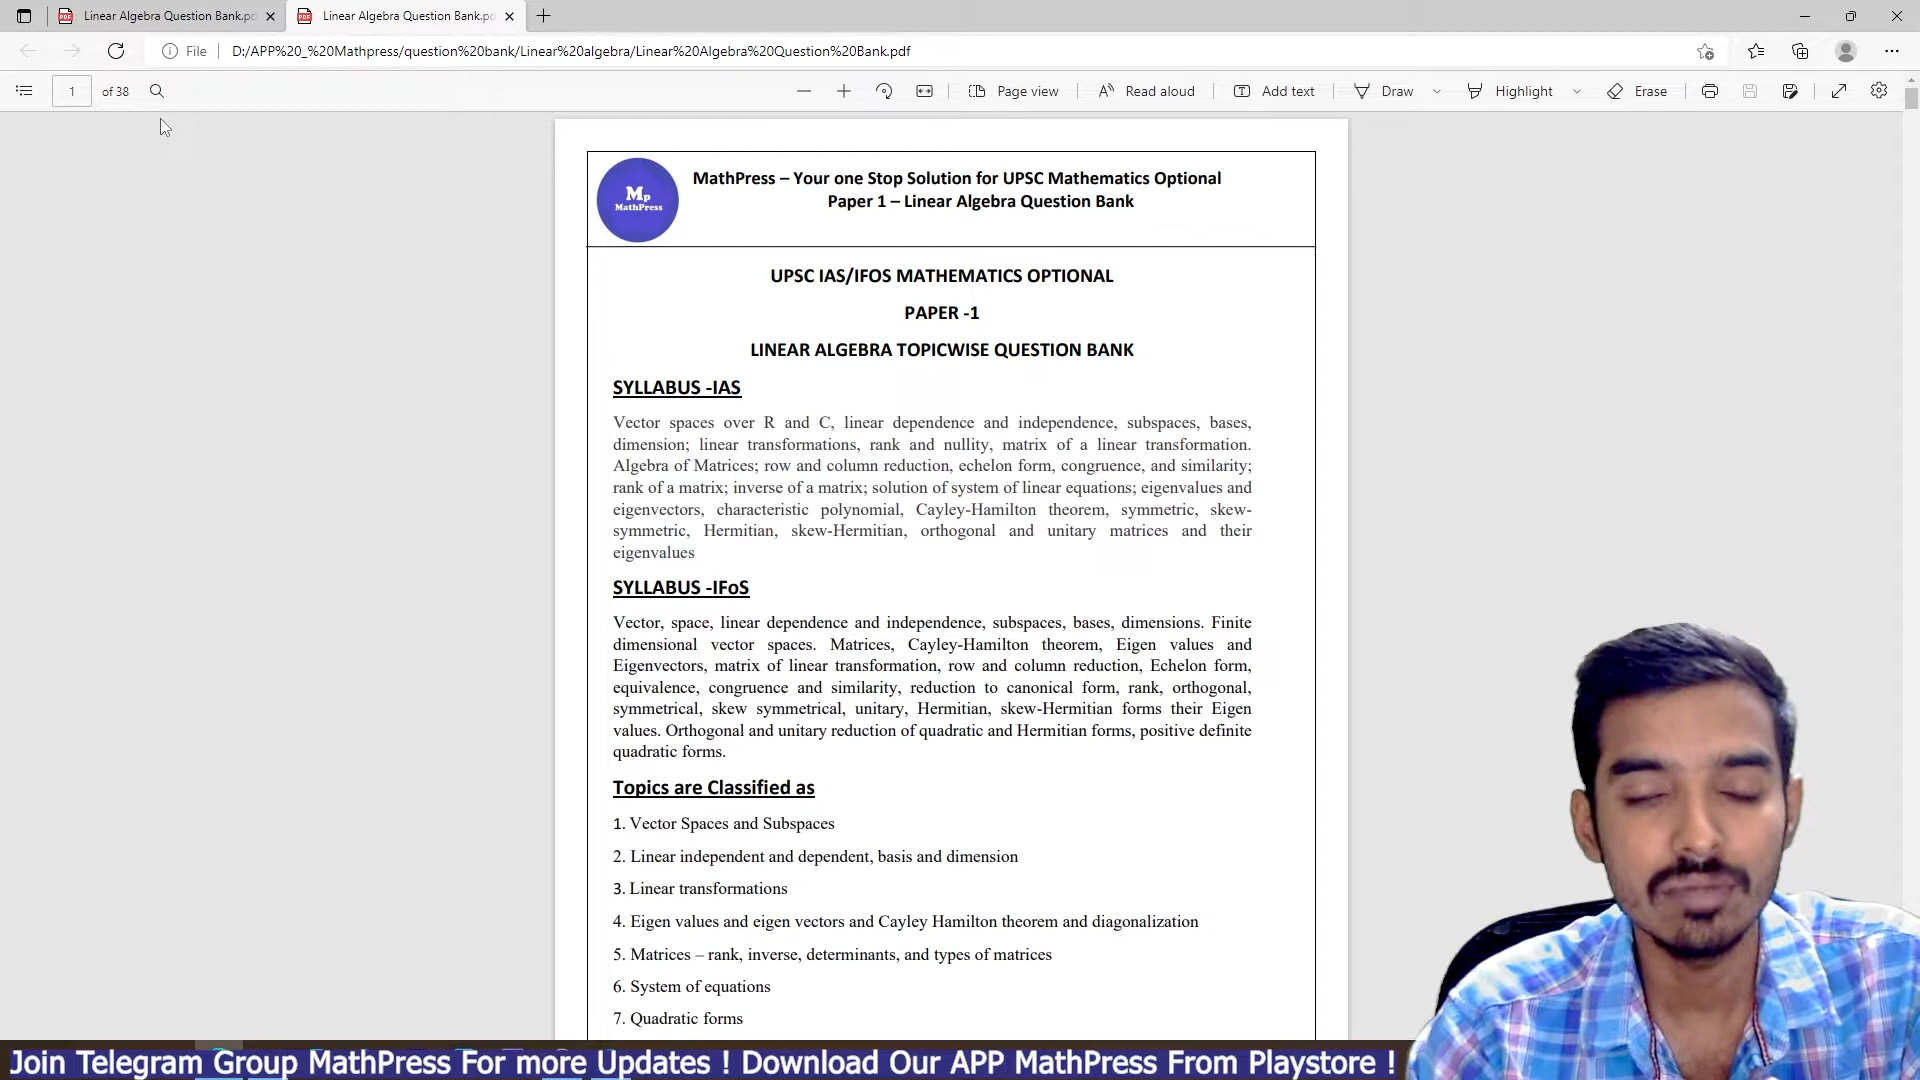 Linear Algebra Question Bank.pd
Linear Algebra Question Bank.pd
File
D:/APP%20_%20Mathpress/question%20bank/Linear%20algebra/Linear%20Algebra%20Question%20Bank.pdf
1 of 38
Page view
Read aloud
Add text
Draw
Highlight
Erase
Mp
MathPress
MathPress – Your one Stop Solution for UPSC Mathematics Optional
Paper 1 – Linear Algebra Question Bank
UPSC IAS/IFOS MATHEMATICS OPTIONAL
PAPER -1
LINEAR ALGEBRA TOPICWISE QUESTION BANK
SYLLABUS -IAS
Vector spaces over R and C, linear dependence and independence, subspaces, bases,
dimension; linear transformations, rank and nullity, matrix of a linear transformation.
Algebra of Matrices; row and column reduction, echelon form, congruence, and similarity;
rank of a matrix; inverse of a matrix; solution of system of linear equations; eigenvalues and
eigenvectors, characteristic polynomial, Cayley-Hamilton theorem, symmetric, skew-
symmetric, Hermitian, skew-Hermitian, orthogonal and unitary matrices and their
eigenvalues
SYLLABUS -IFoS
Vector, space, linear dependence and independence, subspaces, bases, dimensions. Finite
dimensional vector spaces. Matrices, Cayley-Hamilton theorem, Eigen values and
Eigenvectors, matrix of linear transformation, row and column reduction, Echelon form,
equivalence, congruence and similarity, reduction to canonical form, rank, orthogonal,
symmetrical, skew symmetrical, unitary, Hermitian, skew-Hermitian forms their Eigen
values. Orthogonal and unitary reduction of quadratic and Hermitian forms, positive definite
quadratic forms.
Topics are Classified as
1. Vector Spaces and Subspaces
2. Linear independent and dependent, basis and dimension
3. Linear transformations
4. Eigen values and eigen vectors and Cayley Hamilton theorem and diagonalization
5. Matrices – rank, inverse, determinants, and types of matrices
6. System of equations
7. Quadratic forms
Join Telegram Group MathPress For more Updates ! Download Our APP MathPress From Playstore !